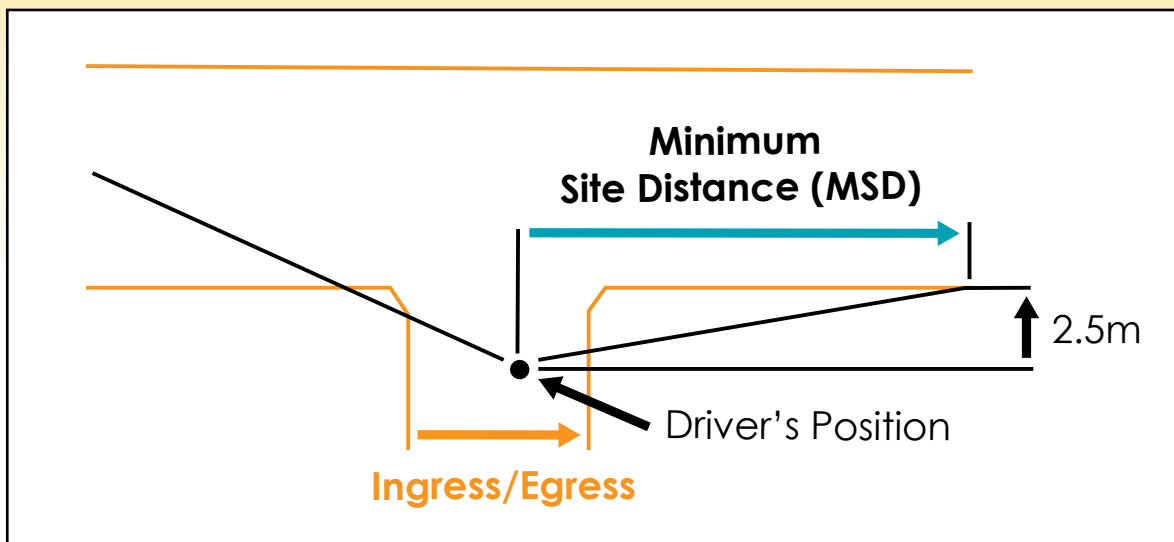 Minimum
Site Distance (MSD)
2.5m
Driver’s Position
Ingress/Egress